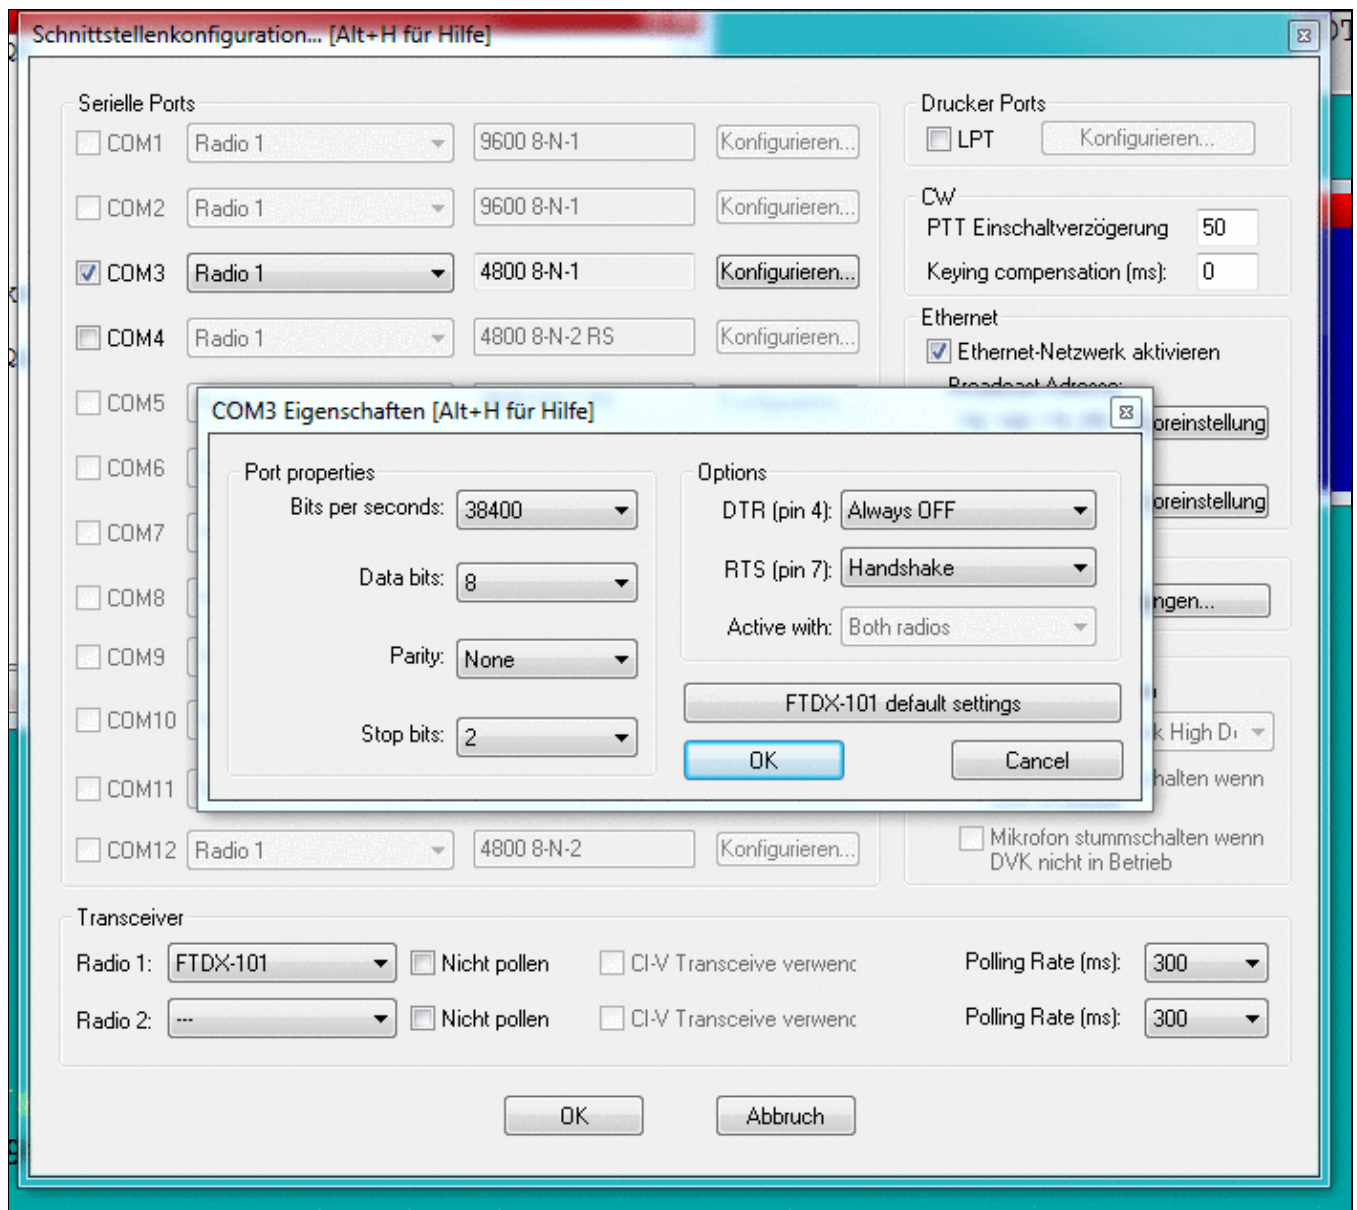 Schnittstellenkonfiguration... [Alt+H für Hilfe]
Serielle Ports
COM1 Radio 1 9600 8-N-1 Konfigurieren...
COM2 Radio 1 9600 8-N-1 Konfigurieren...
COM3 Radio 1 4800 8-N-1 Konfigurieren...
COM4 Radio 1 4800 8-N-2 RS Konfigurieren...
COM5
COM6
COM7
COM8
COM9
COM10
COM11
COM12 Radio 1 4800 8-N-2 Konfigurieren...
Drucker Ports
LPT Konfigurieren...
CW
PTT Einschaltverzögerung 50
Keying compensation (ms): 0
Ethernet
Ethernet-Netzwerk aktivieren
Broadcast Adresse:
oreinstellung
oreinstellung
ngen...
k High D
halten wenn
Mikrofon stummschalten wenn
DVK nicht in Betrieb
COM3 Eigenschaften [Alt+H für Hilfe]
Port properties
Bits per seconds: 38400
Data bits: 8
Parity: None
Stop bits: 2
Options
DTR (pin 4): Always OFF
RTS (pin 7): Handshake
Active with: Both radios
FTDX-101 default settings
OK Cancel
Transceiver
Radio 1: FTDX-101 Nicht pollen CI-V Transceive verwenc Polling Rate (ms): 300
Radio 2: --- Nicht pollen CI-V Transceive verwenc Polling Rate (ms): 300
OK Abbruch